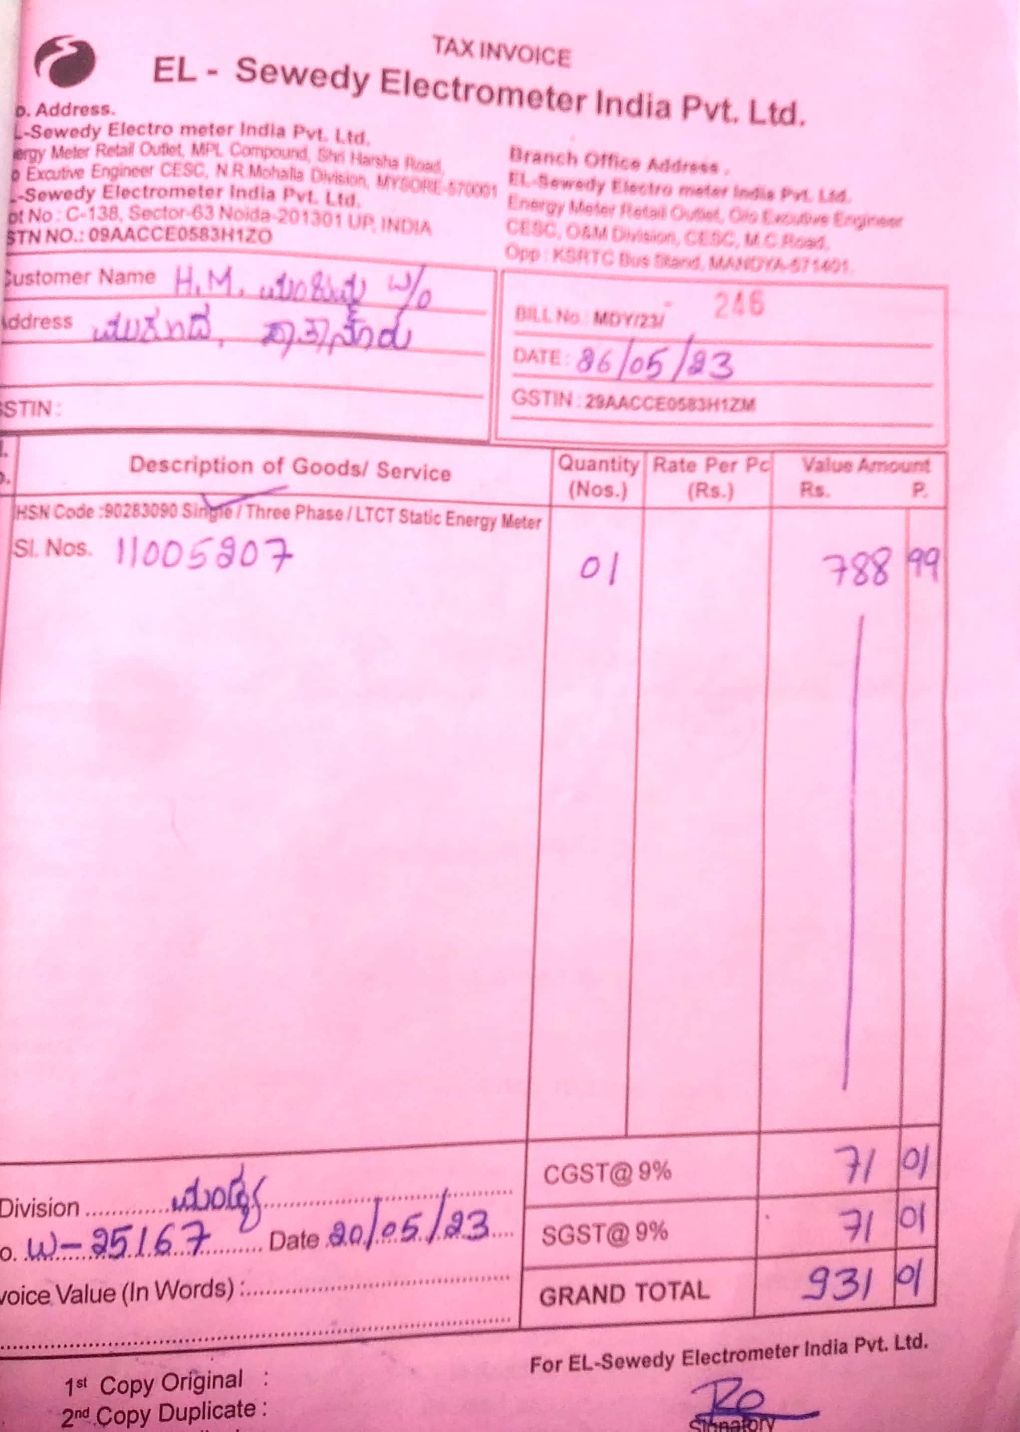 TAX INVOICE
EL - Sewedy Electrometer India Pvt. Ltd.
o. Address.
L-Sewedy Electro meter India Pvt. Ltd.
ergy Meter Retail Outlet, MPL Compound, Shri Harsha Road,
o Excutive Engineer CESC, N.R.Mohalla Division, MYSORE-570001
-Sewedy Electrometer India Pvt. Ltd.
ot No : C-138, Sector-63 Noida-201301 UP, INDIA
STN NO.: 09AACCE0583H1ZO
Branch Office Address .
EL-Sewedy Electro meter India Pvt. Ltd.
Energy Meter Retail Outlet, O/o Excutive Engineer
CESC, O&M Division, CESC, M.C.Road,
Opp : KSRTC Bus Stand, MANDYA-571401.
Customer Name H.M. w/o
Address
STIN :
BILL No : MDY/23/ 246
DATE : 26/05/23
GSTIN : 29AACCE0583H1ZM
Description of Goods/ Service Quantity (Nos.) Rate Per Pc (Rs.) Value Amount Rs. P.
HSN Code :90283090 Single / Three Phase / LTCT Static Energy Meter
Sl. Nos. 11005207 01 788 99
CGST@ 9% 71 01
Division ಮಂಡ್ಯ
SGST@ 9% 71 01
o. W-25167 Date 20/05/23
voice Value (In Words) :
GRAND TOTAL 931 01
For EL-Sewedy Electrometer India Pvt. Ltd.
1st Copy Original :
2nd Copy Duplicate :
Signatory